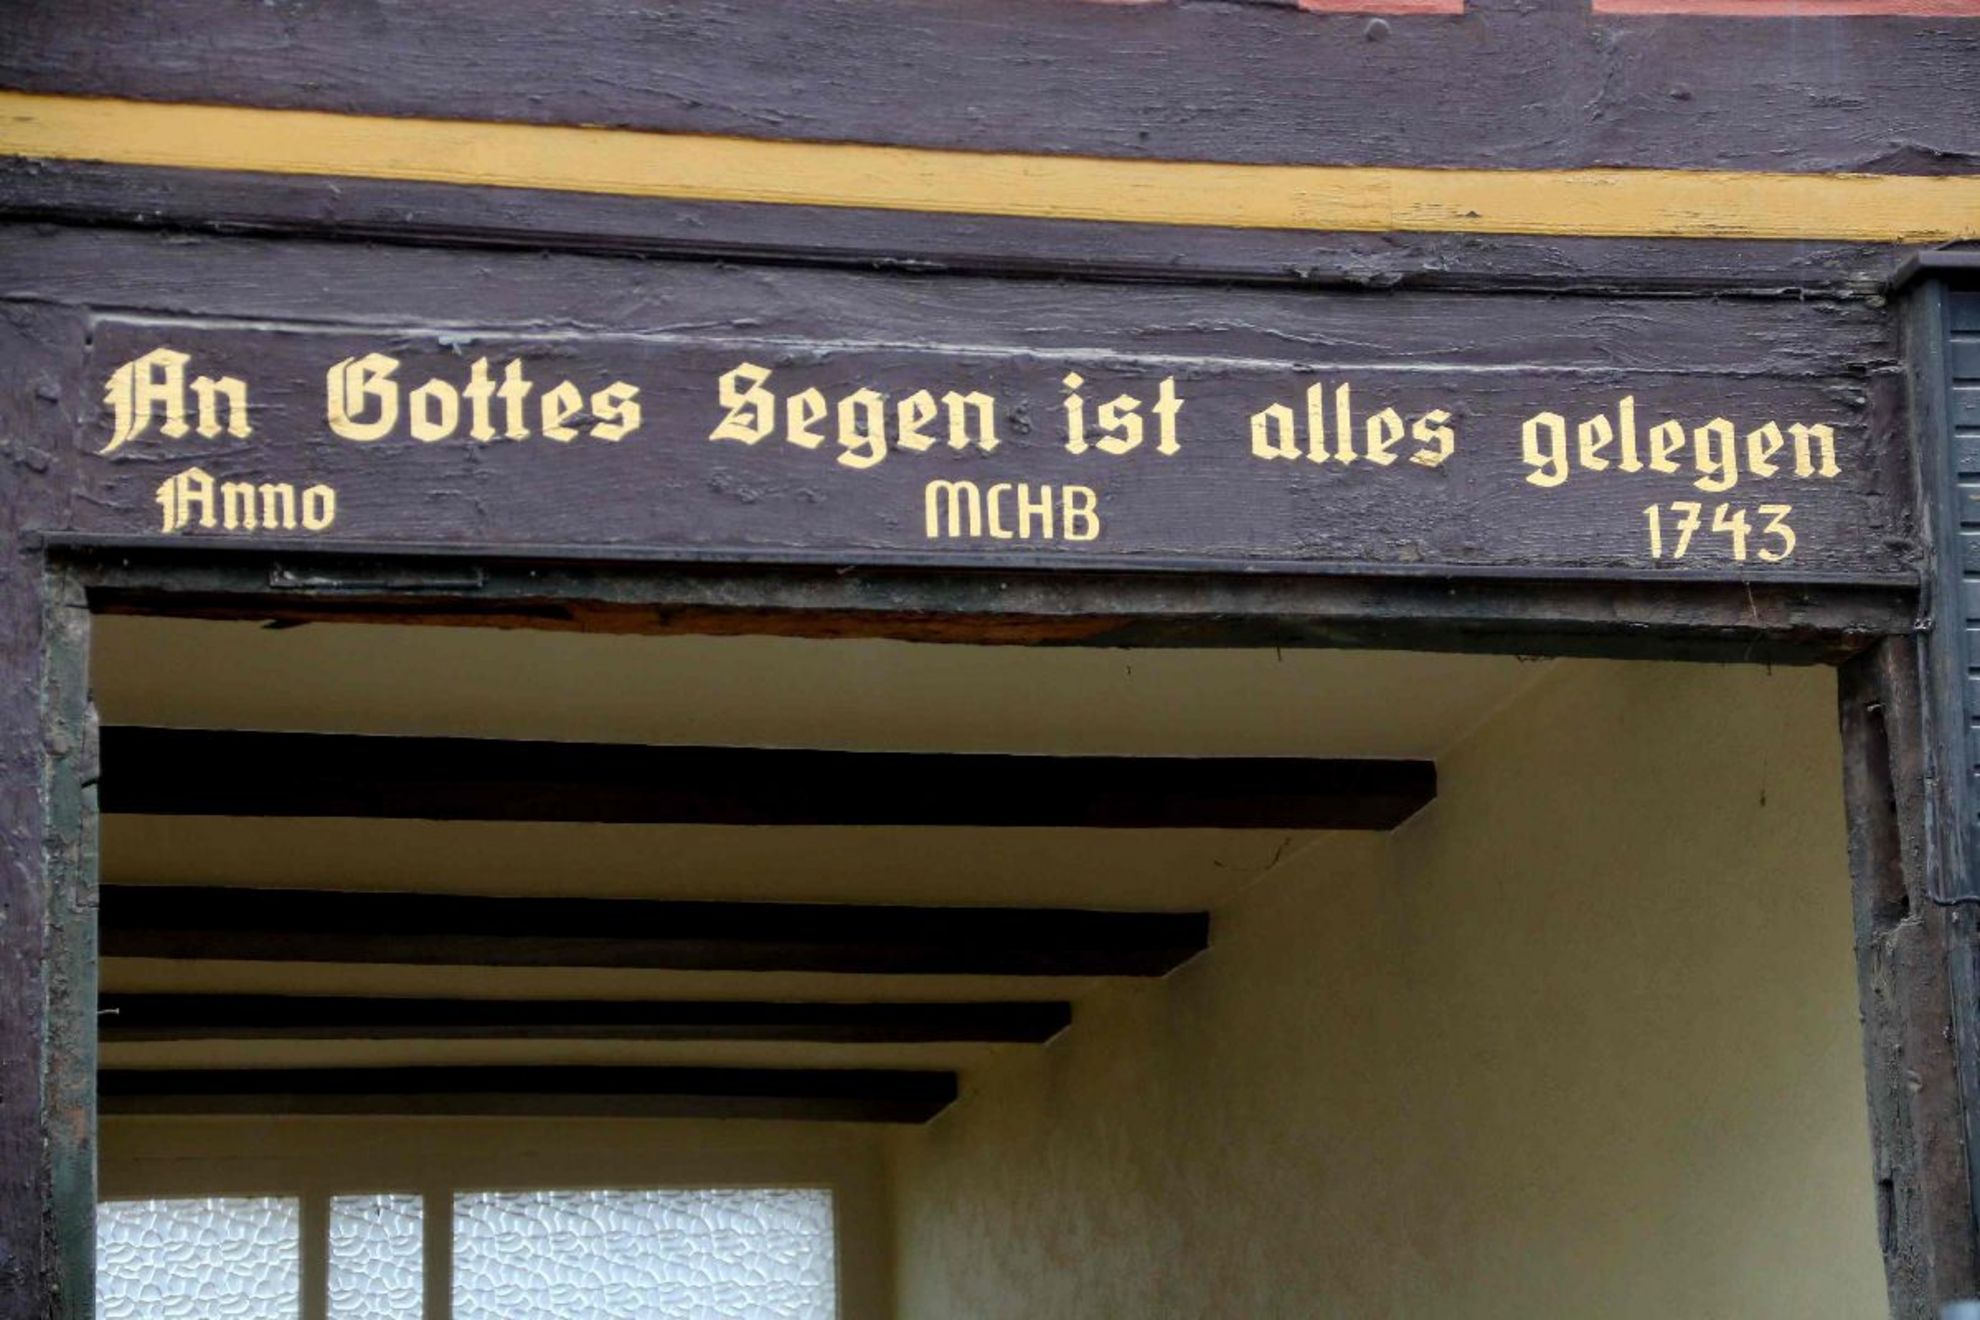 An Gottes Segen ist alles gelegen
Anno MCHB 1743